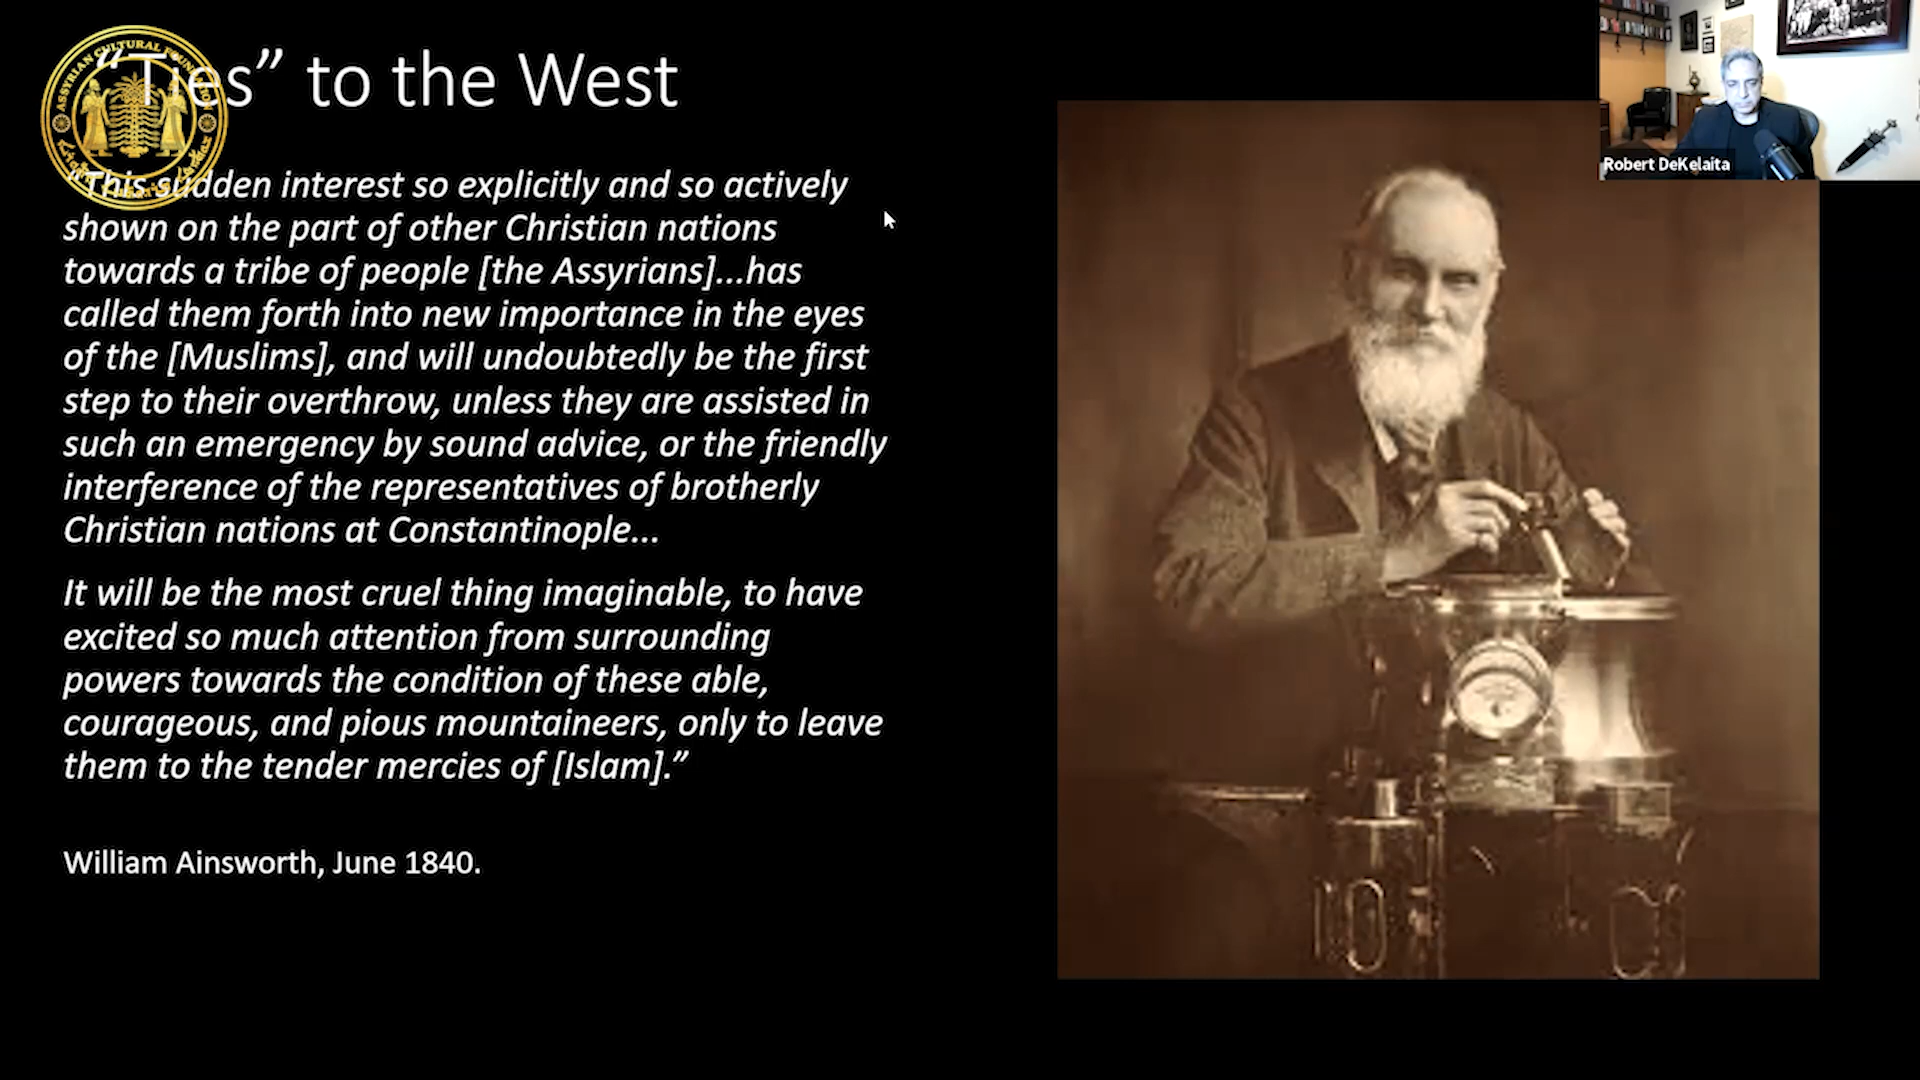 “Ties” to the West
“This sudden interest so explicitly and so actively
shown on the part of other Christian nations
towards a tribe of people [the Assyrians]...has
called them forth into new importance in the eyes
of the [Muslims], and will undoubtedly be the first
step to their overthrow, unless they are assisted in
such an emergency by sound advice, or the friendly
interference of the representatives of brotherly
Christian nations at Constantinople...
It will be the most cruel thing imaginable, to have
excited so much attention from surrounding
powers towards the condition of these able,
courageous, and pious mountaineers, only to leave
them to the tender mercies of [Islam].”
William Ainsworth, June 1840.
ASSYRIAN CULTURAL FOUNDATION
Robert DeKelaita